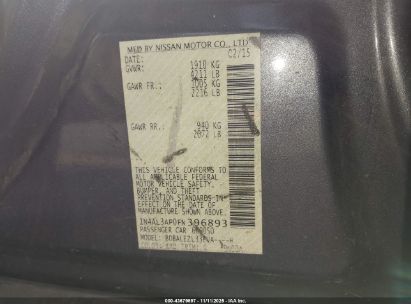 MFD BY NISSAN MOTOR CO., LTD.
DATE: 02/15
GVWR: 1910 KG
4211 LB
GAWR FR.: 1005 KG
2216 LB
GAWR RR.: 940 KG
2072 LB
THIS VEHICLE CONFORMS TO
ALL APPLICABLE FEDERAL
MOTOR VEHICLE SAFETY,
BUMPER, AND THEFT
PREVENTION STANDARDS
IN EFFECT ON THE DATE OF
MANUFACTURE SHOWN ABOVE.
1N4AL3AP0FN396893
PASSENGER CAR
MODEL: